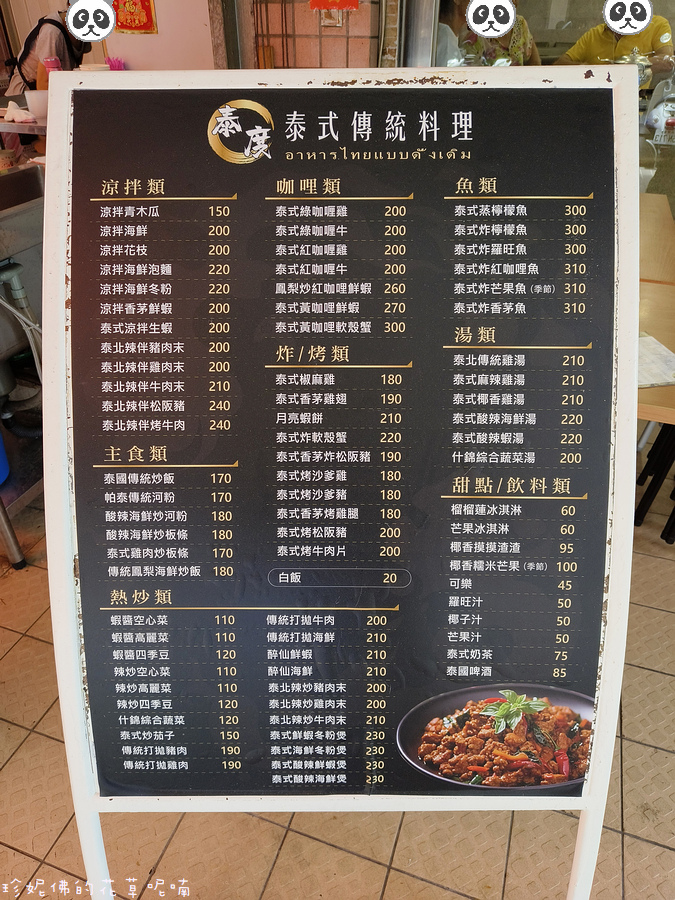 泰廣
泰式傳統料理
อาหารไทยแบบดั้งเดิม
涼拌類
涼拌青木瓜 150
涼拌海鮮 200
涼拌花枝 200
涼拌海鮮泡麵 220
涼拌海鮮冬粉 220
涼拌香茅鮮蝦 200
泰式涼拌生蝦 200
泰北辣拌豬肉末 200
泰北辣拌雞肉末 200
泰北辣拌牛肉末 210
泰北辣拌松阪豬 240
泰北辣拌烤牛肉 240
主食類
泰國傳統炒飯 170
帕泰傳統河粉 170
酸辣海鮮炒河粉 180
酸辣海鮮炒板條 180
泰式雞肉炒板條 170
傳統鳳梨海鮮炒飯 180
咖哩類
泰式綠咖喱雞 200
泰式綠咖喱牛 200
泰式紅咖喱雞 200
泰式紅咖喱牛 200
鳳梨炒紅咖哩鮮蝦 260
泰式黃咖哩鮮蝦 270
泰式黃咖哩軟殼蟹 300
炸/烤類
泰式椒麻雞 180
泰式香茅雞翅 190
月亮蝦餅 210
泰式炸軟殼蟹 220
泰式香茅炸松阪豬 190
泰式烤沙爹雞 180
泰式烤沙爹豬 180
泰式香茅烤雞腿 180
泰式烤松阪豬 200
泰式烤牛肉片 200
白飯 20
魚類
泰式蒸檸檬魚 300
泰式炸檸檬魚 300
泰式炸羅旺魚 300
泰式炸紅咖哩魚 310
泰式炸芒果魚(季節) 310
泰式炸香茅魚 310
湯類
泰北傳統雞湯 210
泰式麻辣雞湯 210
泰式椰香雞湯 210
泰式酸辣海鮮湯 220
泰式酸辣蝦湯 220
什錦綜合蔬菜湯 200
甜點/飲料類
榴榴蓮冰淇淋 60
芒果冰淇淋 60
椰香摸摸渣渣 95
椰香糯米芒果(季節) 100
可樂 45
羅旺汁 50
椰子汁 50
芒果汁 50
泰式奶茶 75
泰國啤酒 85
熱炒類
蝦醬空心菜 110
蝦醬高麗菜 110
蝦醬四季豆 120
辣炒空心菜 110
辣炒高麗菜 110
辣炒四季豆 120
什錦綜合蔬菜 120
泰式炒茄子 150
傳統打拋豬肉 190
傳統打拋雞肉 190
傳統打拋牛肉 200
傳統打拋海鮮 210
醉仙鮮蝦 210
醉仙海鮮 210
泰北辣炒豬肉末 200
泰北辣炒雞肉末 200
泰北辣炒牛肉末 210
泰式鮮蝦冬粉煲 230
泰式海鮮冬粉煲 230
泰式酸辣鮮蝦煲 230
泰式酸辣海鮮煲 230
珍妮佛的花草呢喃